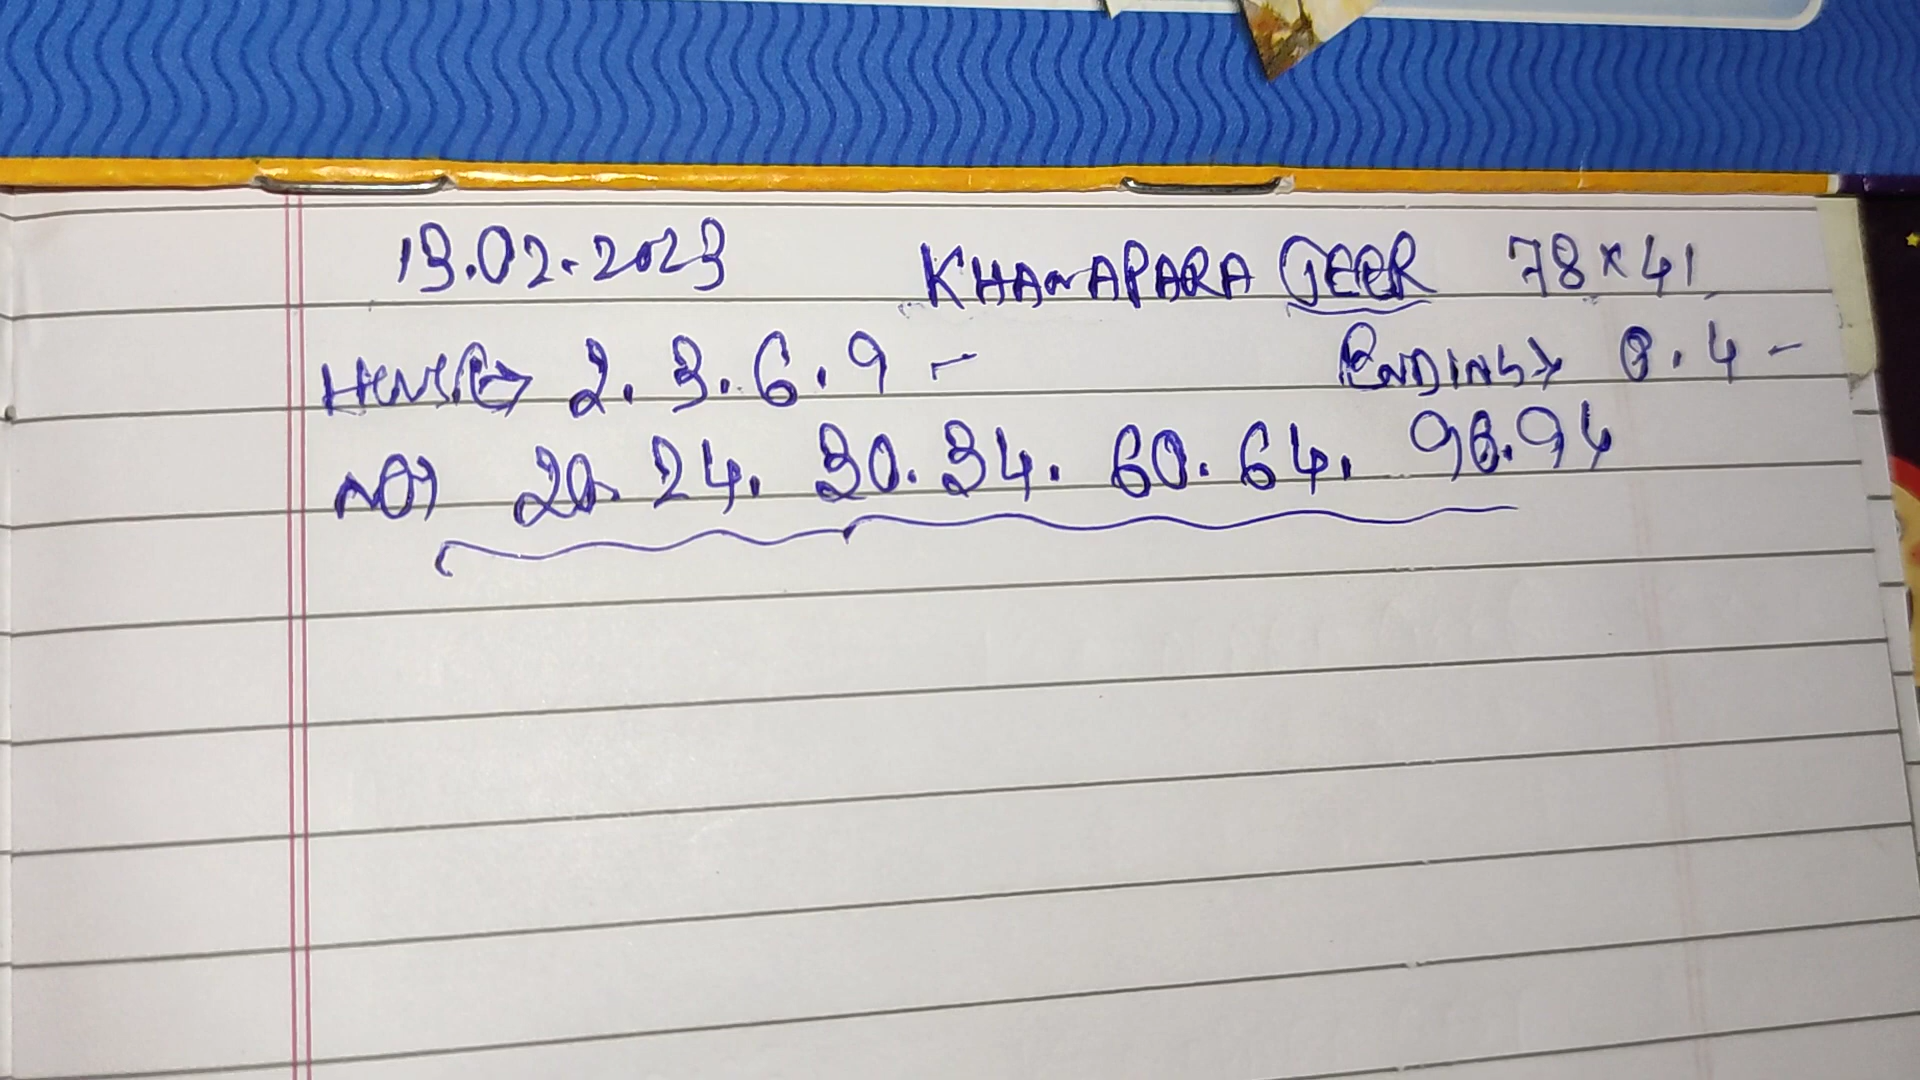 13.02.2023 KHANAPARA TEER 78 x 41
HOUSE→ 2. 3. 6. 9 – ENDING→ 0. 4 –
NO) 20. 24. 30. 34. 60. 64. 90. 94